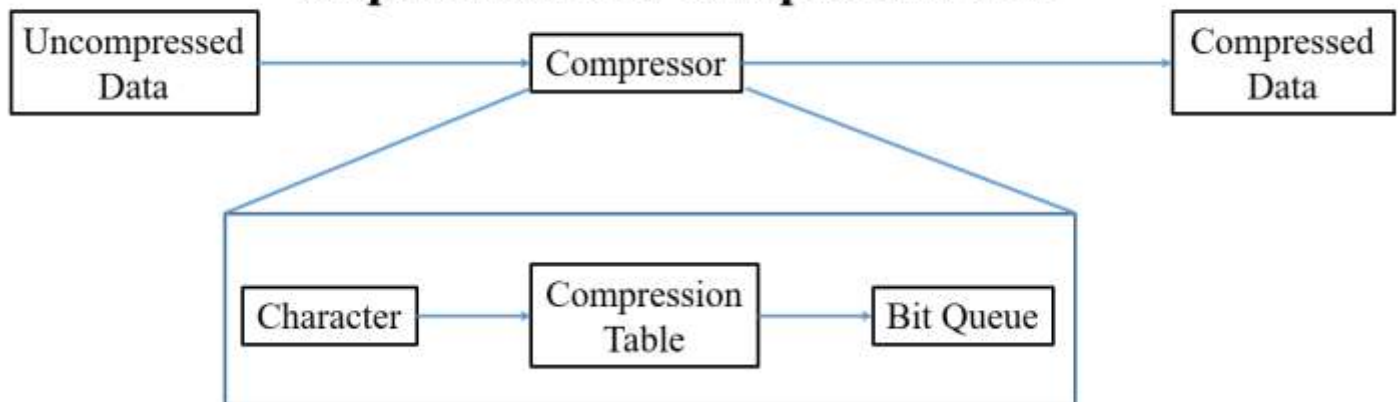 Uncompressed
Data
Compressor
Compressed
Data
Character
Compression
Table
Bit Queue